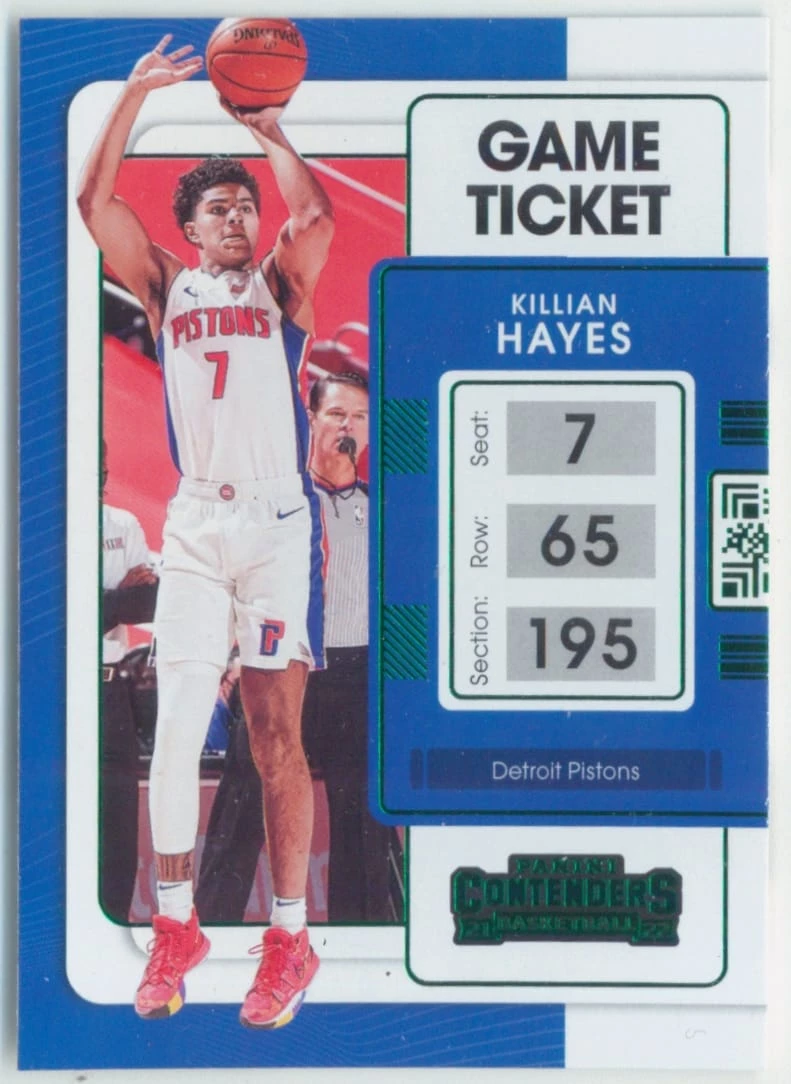 SPALDING
GAME
TICKET
KILLIAN
HAYES
PISTONS
7
Seat: 7
Row: 65
Section: 195
Detroit Pistons
PANINI
CONTENDERS
21 BASKETBALL 22